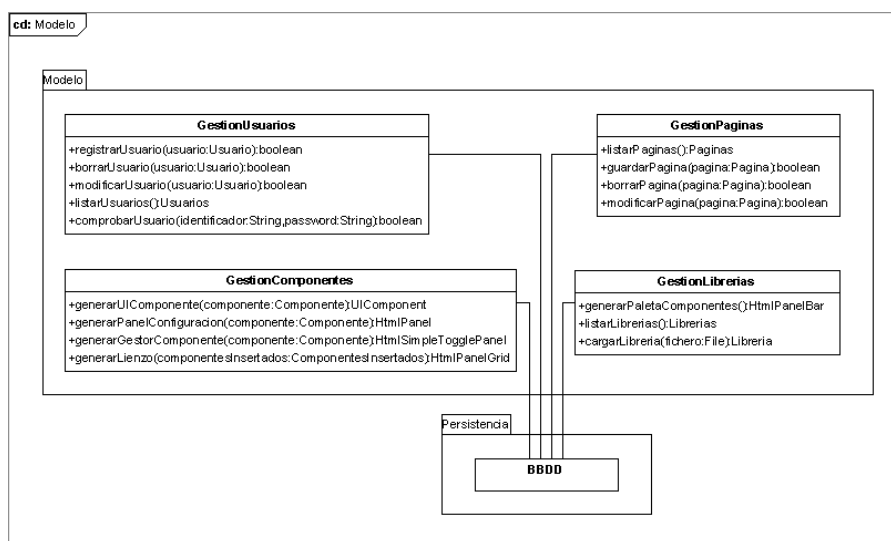 cd: Modelo
Modelo
GestionUsuarios
+registrarUsuario(usuario:Usuario):boolean
+borrarUsuario(usuario:Usuario):boolean
+modificarUsuario(usuario:Usuario):boolean
+listarUsuarios():Usuarios
+comprobarUsuario(identificador:String,password:String):boolean
GestionPaginas
+listarPaginas():Paginas
+guardarPagina(pagina:Pagina):boolean
+borrarPagina(pagina:Pagina):boolean
+modificarPagina(pagina:Pagina):boolean
GestionComponentes
+generarUIComponente(componente:Componente):UIComponent
+generarPanelConfiguracion(componente:Componente):HtmlPanel
+generarGestorComponente(componente:Componente):HtmlSimpleTogglePanel
+generarLienzo(componentesInsertados:ComponentesInsertados):HtmlPanelGrid
GestionLibrerias
+generarPaletaComponentes():HtmlPanelBar
+listarLibrerias():Librerias
+cargarLibreria(fichero:File):Libreria
Persistencia
BBDD